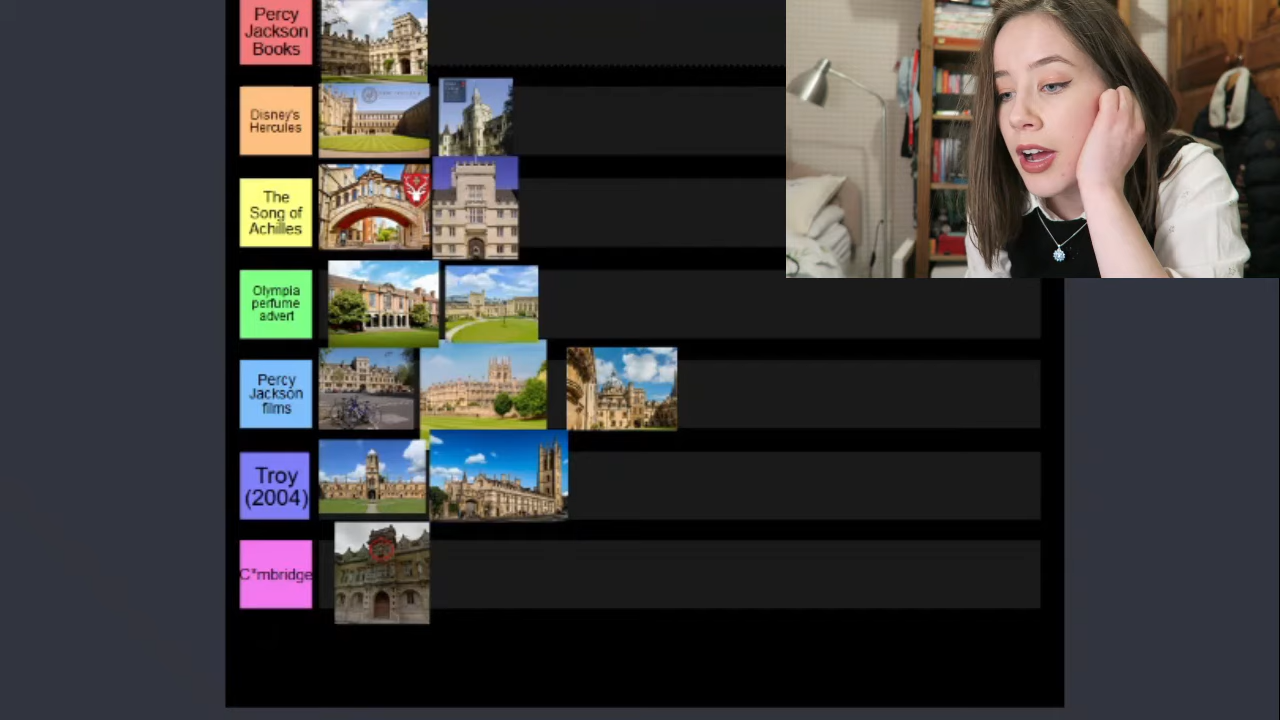 Percy
Jackson
Books
Disney's
Hercules
The
Song of
Achilles
Olympia
perfume
advert
Percy
Jackson
films
Troy
(2004)
C*mbridge